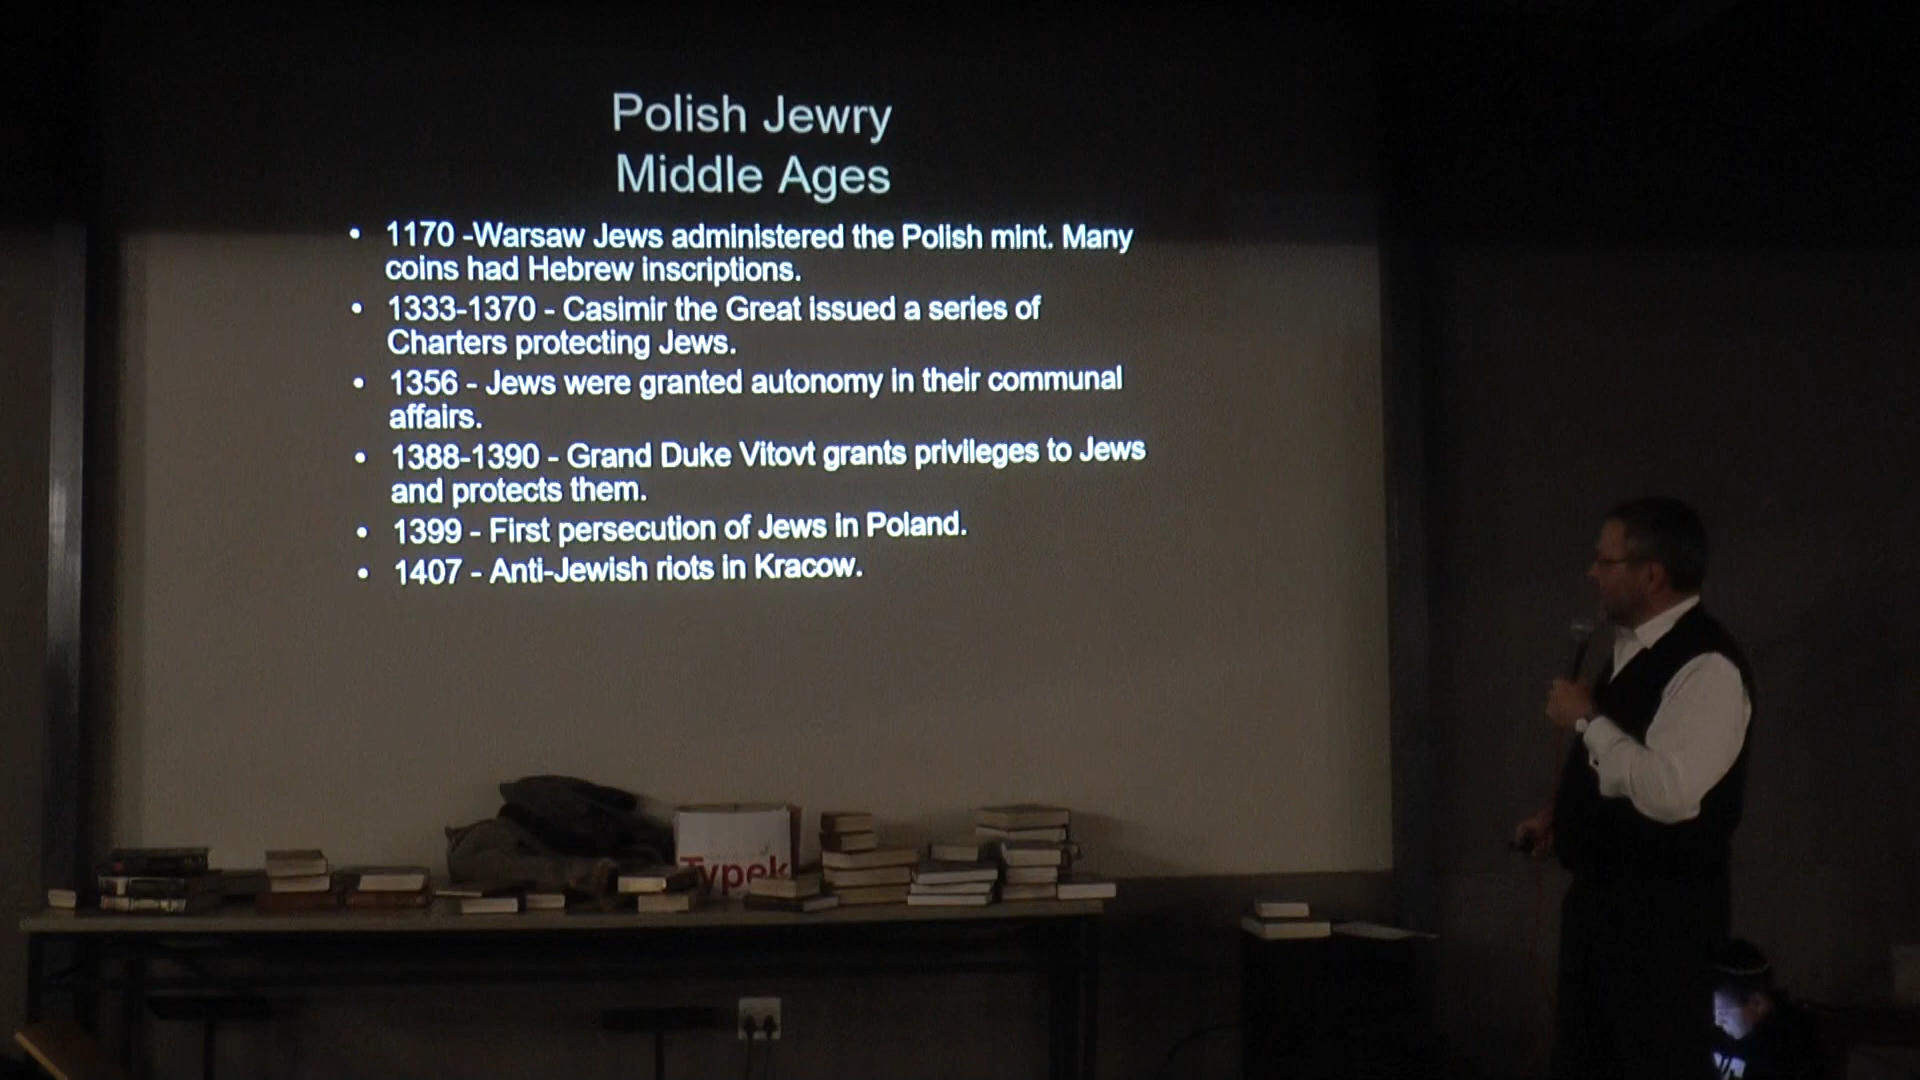 Polish Jewry
Middle Ages
• 1170 -Warsaw Jews administered the Polish mint. Many
coins had Hebrew inscriptions.
• 1333-1370 - Casimir the Great issued a series of
Charters protecting Jews.
• 1356 - Jews were granted autonomy in their communal
affairs.
• 1388-1390 - Grand Duke Vitovt grants privileges to Jews
and protects them.
• 1399 - First persecution of Jews in Poland.
• 1407 - Anti-Jewish riots in Kracow.
Typek